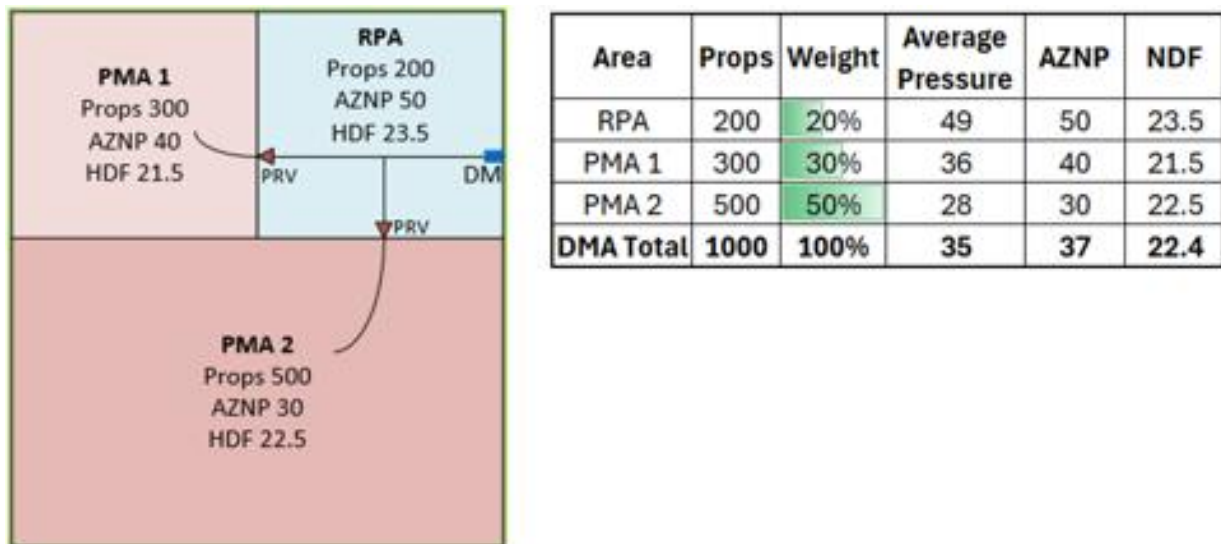 PMA 1
Props 300
AZNP 40
HDF 21.5
RPA
Props 200
AZNP 50
HDF 23.5
PRV
DM
PRV
PMA 2
Props 500
AZNP 30
HDF 22.5
Area Props Weight Average Pressure AZNP NDF
RPA 200 20% 49 50 23.5
PMA 1 300 30% 36 40 21.5
PMA 2 500 50% 28 30 22.5
DMA Total 1000 100% 35 37 22.4